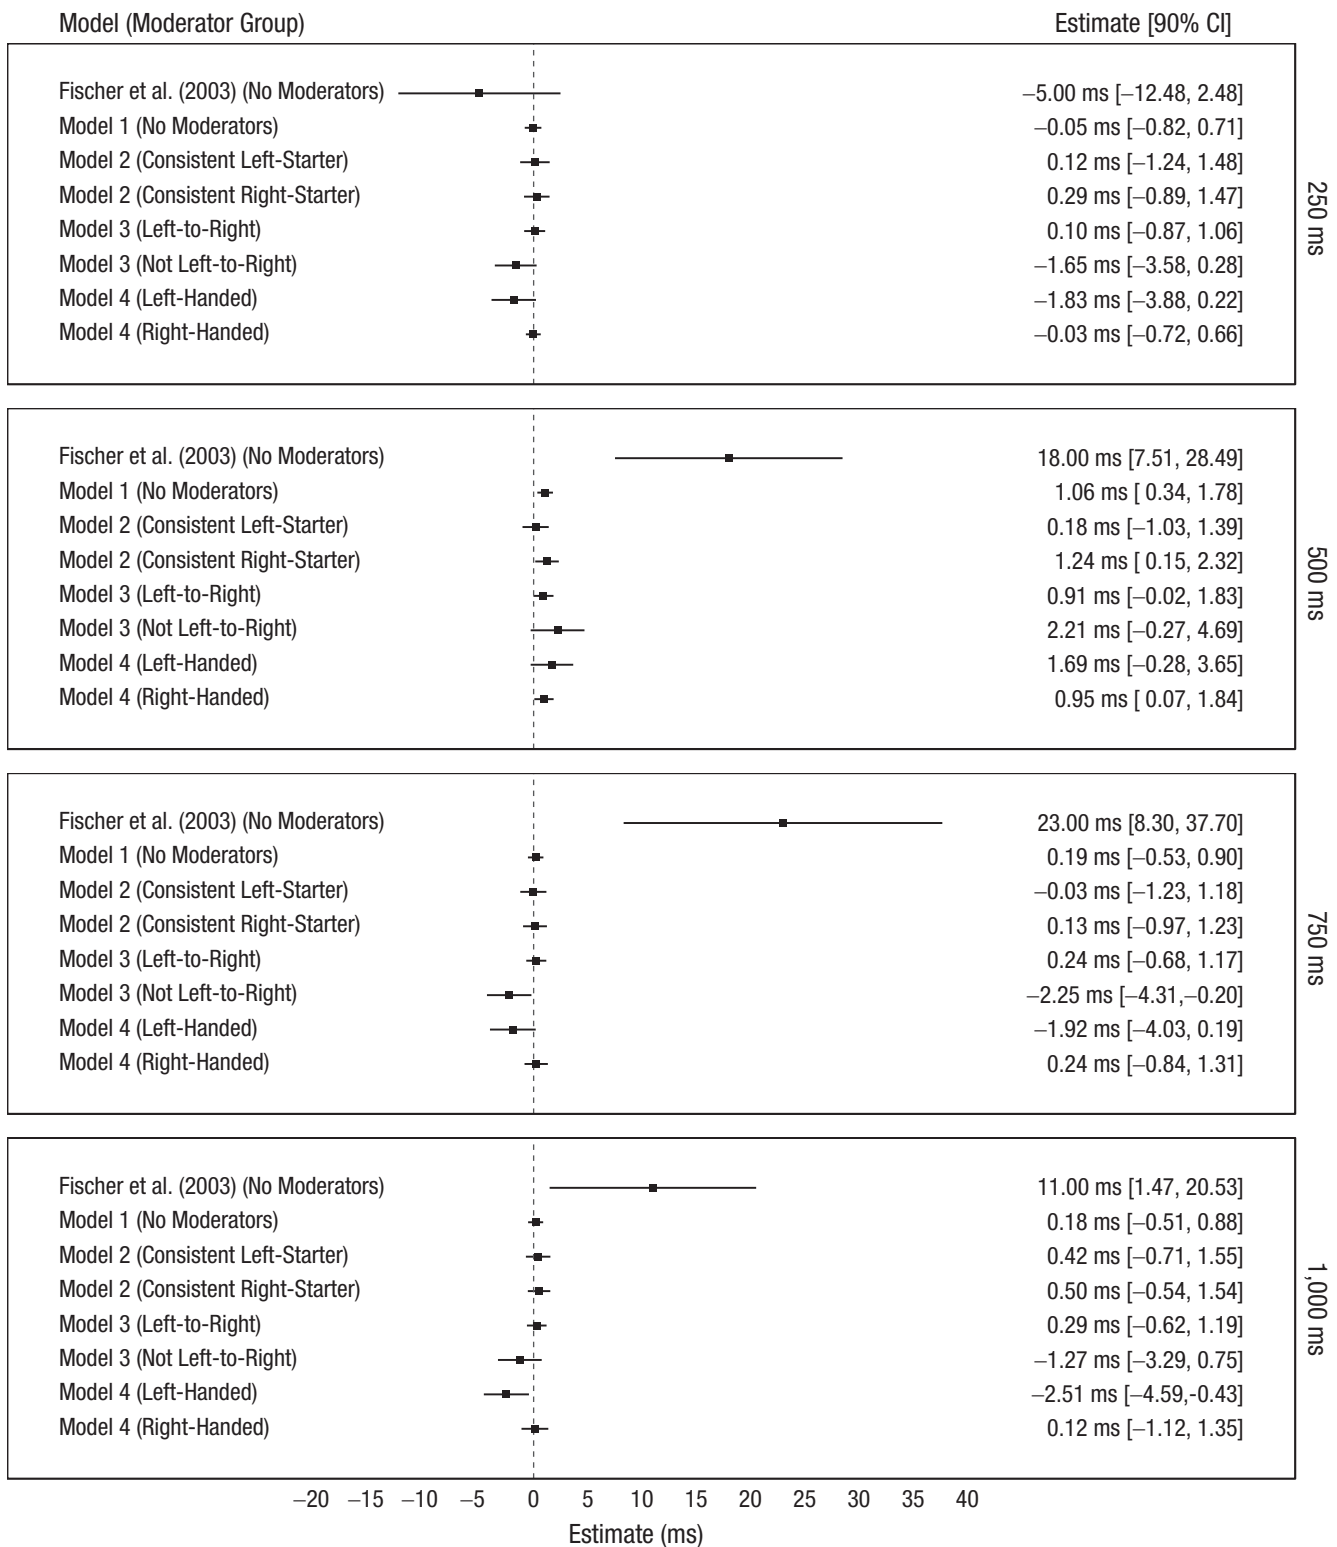 Model (Moderator Group) Estimate [90% CI]
Fischer et al. (2003) (No Moderators) −5.00 ms [−12.48, 2.48]
Model 1 (No Moderators) −0.05 ms [−0.82, 0.71]
Model 2 (Consistent Left-Starter) 0.12 ms [−1.24, 1.48]
Model 2 (Consistent Right-Starter) 0.29 ms [−0.89, 1.47]
Model 3 (Left-to-Right) 0.10 ms [−0.87, 1.06]
Model 3 (Not Left-to-Right) −1.65 ms [−3.58, 0.28]
Model 4 (Left-Handed) −1.83 ms [−3.88, 0.22]
Model 4 (Right-Handed) −0.03 ms [−0.72, 0.66]
250 ms
Fischer et al. (2003) (No Moderators) 18.00 ms [7.51, 28.49]
Model 1 (No Moderators) 1.06 ms [ 0.34, 1.78]
Model 2 (Consistent Left-Starter) 0.18 ms [−1.03, 1.39]
Model 2 (Consistent Right-Starter) 1.24 ms [ 0.15, 2.32]
Model 3 (Left-to-Right) 0.91 ms [−0.02, 1.83]
Model 3 (Not Left-to-Right) 2.21 ms [−0.27, 4.69]
Model 4 (Left-Handed) 1.69 ms [−0.28, 3.65]
Model 4 (Right-Handed) 0.95 ms [ 0.07, 1.84]
500 ms
Fischer et al. (2003) (No Moderators) 23.00 ms [8.30, 37.70]
Model 1 (No Moderators) 0.19 ms [−0.53, 0.90]
Model 2 (Consistent Left-Starter) −0.03 ms [−1.23, 1.18]
Model 2 (Consistent Right-Starter) 0.13 ms [−0.97, 1.23]
Model 3 (Left-to-Right) 0.24 ms [−0.68, 1.17]
Model 3 (Not Left-to-Right) −2.25 ms [−4.31,−0.20]
Model 4 (Left-Handed) −1.92 ms [−4.03, 0.19]
Model 4 (Right-Handed) 0.24 ms [−0.84, 1.31]
750 ms
Fischer et al. (2003) (No Moderators) 11.00 ms [1.47, 20.53]
Model 1 (No Moderators) 0.18 ms [−0.51, 0.88]
Model 2 (Consistent Left-Starter) 0.42 ms [−0.71, 1.55]
Model 2 (Consistent Right-Starter) 0.50 ms [−0.54, 1.54]
Model 3 (Left-to-Right) 0.29 ms [−0.62, 1.19]
Model 3 (Not Left-to-Right) −1.27 ms [−3.29, 0.75]
Model 4 (Left-Handed) −2.51 ms [−4.59,-0.43]
Model 4 (Right-Handed) 0.12 ms [−1.12, 1.35]
1,000 ms
−20 −15 −10 −5 0 5 10 15 20 25 30 35 40
Estimate (ms)